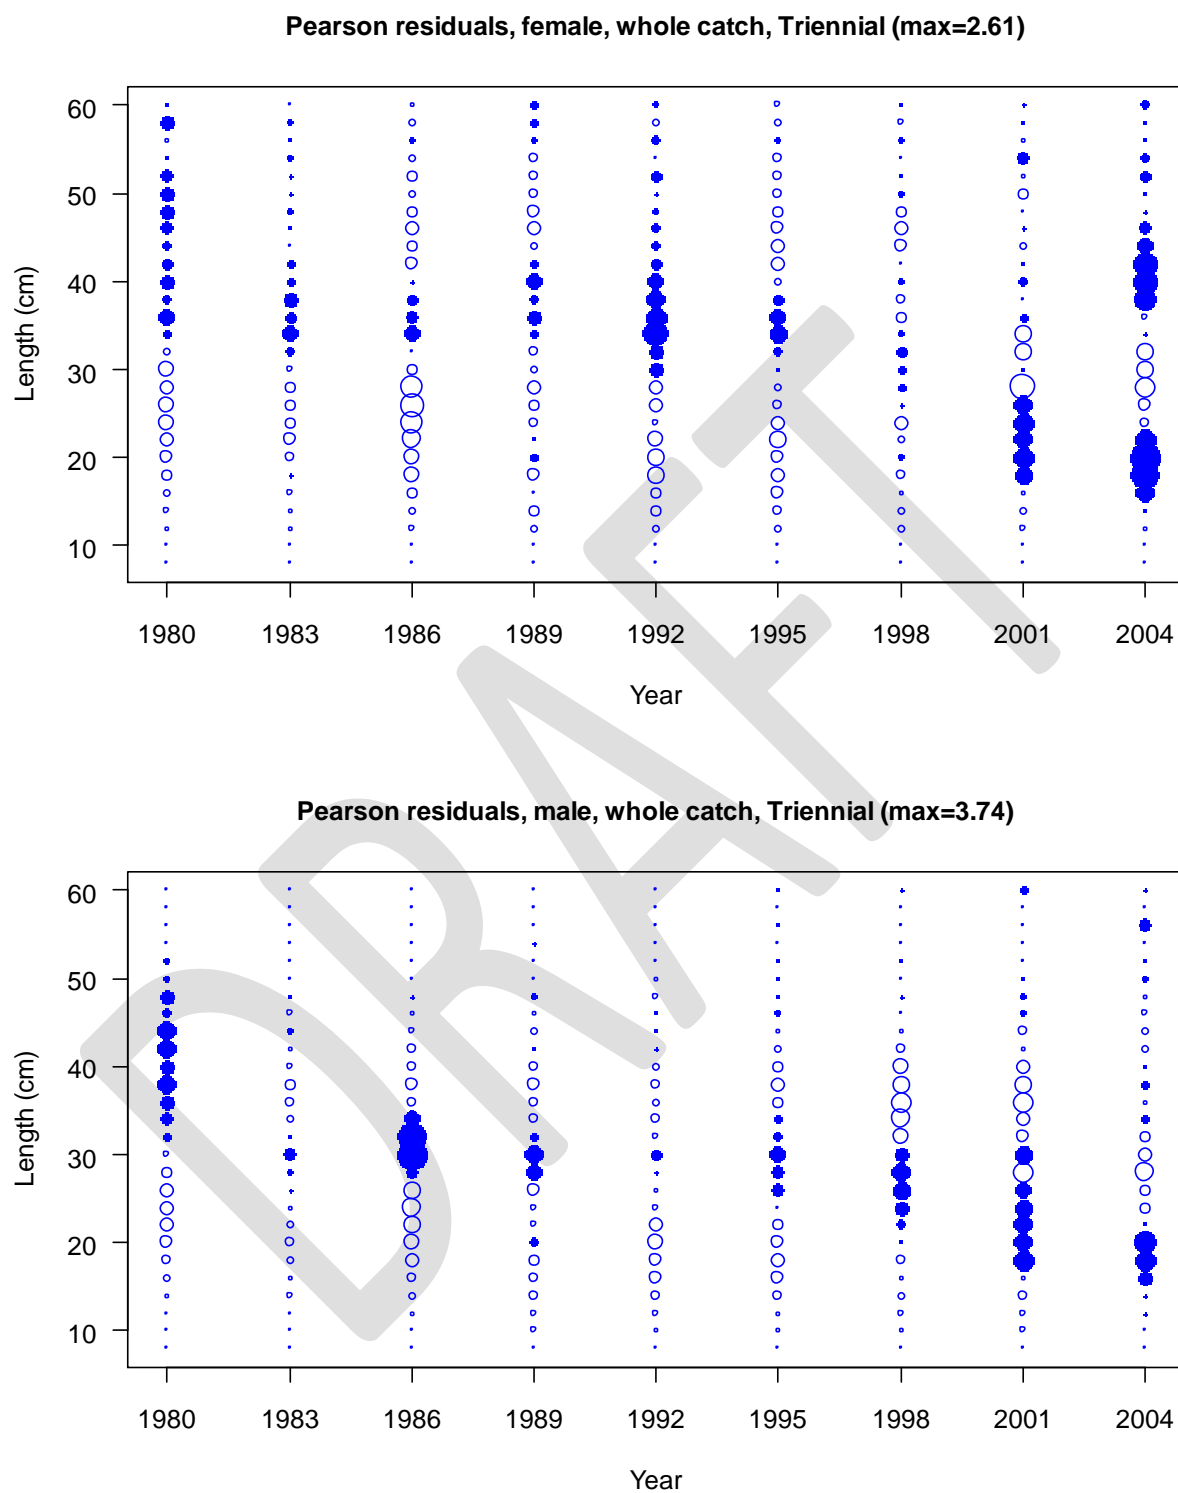 Pearson residuals, female, whole catch, Triennial (max=2.61)
60
50
40
30
20
10
Length (cm)
1980 1983 1986 1989 1992 1995 1998 2001 2004
Year
DRAFT
Pearson residuals, male, whole catch, Triennial (max=3.74)
60
50
40
30
20
10
Length (cm)
1980 1983 1986 1989 1992 1995 1998 2001 2004
Year